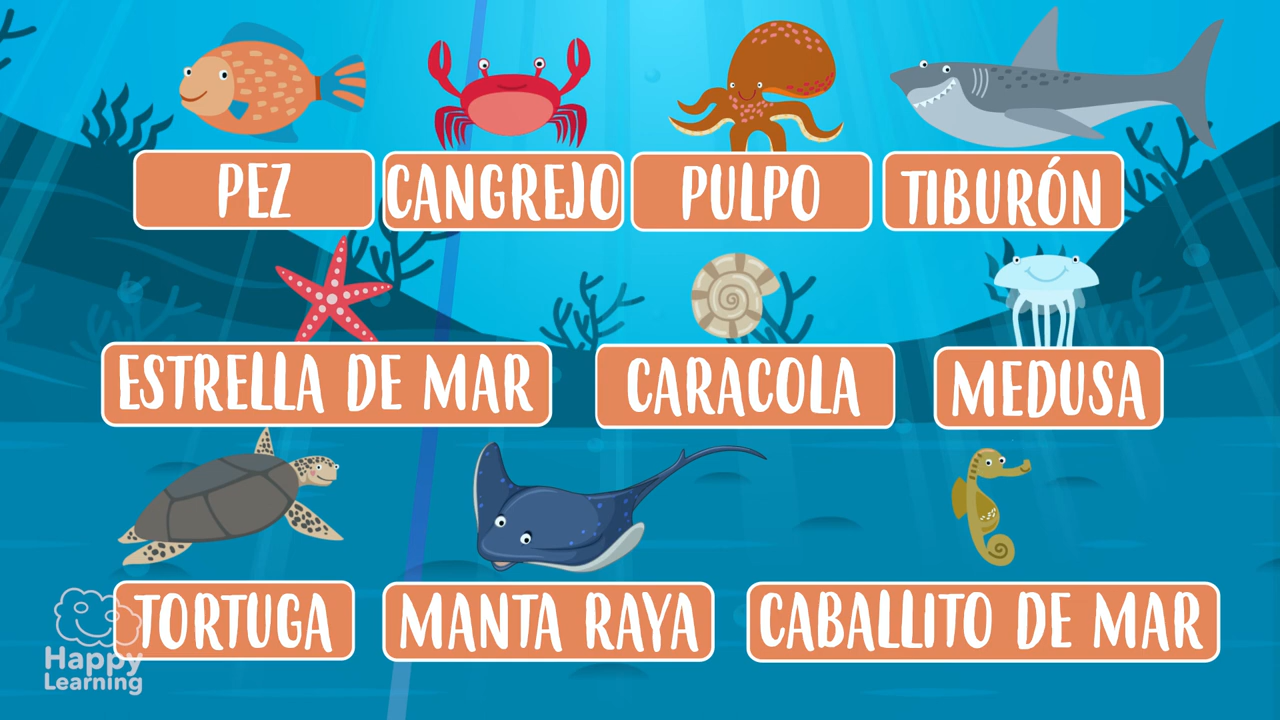 PEZ
CANGREJO
PULPO
TIBURÓN
ESTRELLA DE MAR
CARACOLA
MEDUSA
TORTUGA
MANTA RAYA
CABALLITO DE MAR
Happy
Learning